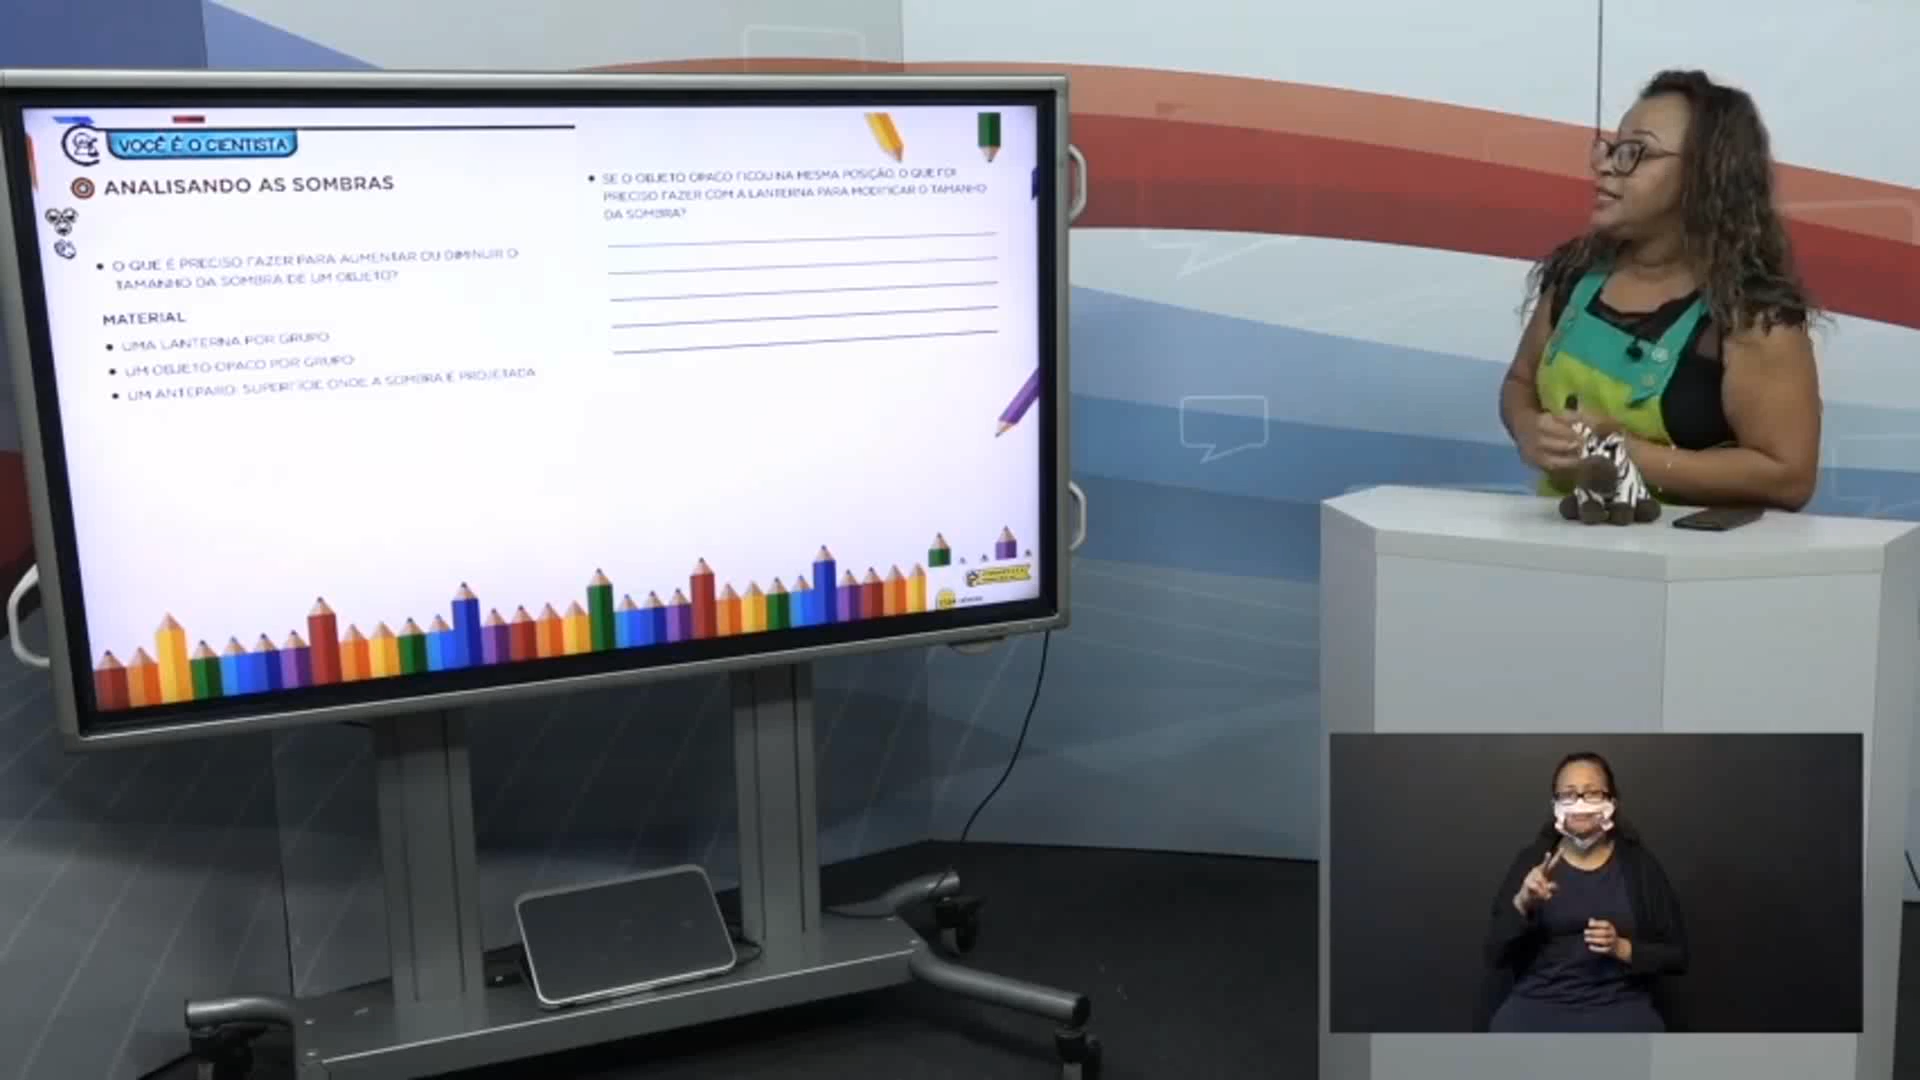 VOCÊ É O CIENTISTA
ANALISANDO AS SOMBRAS
• O QUE É PRECISO FAZER PARA AUMENTAR OU DIMINUIR O
TAMANHO DA SOMBRA DE UM OBJETO?
MATERIAL
• UMA LANTERNA POR GRUPO
• UM OBJETO OPACO POR GRUPO
• UM ANTEPARO: SUPERFÍCIE ONDE A SOMBRA É PROJETADA
• SE O OBJETO OPACO FICOU NA MESMA POSIÇÃO, O QUE FOI
PRECISO FAZER COM A LANTERNA PARA MODIFICAR O TAMANHO
DA SOMBRA?